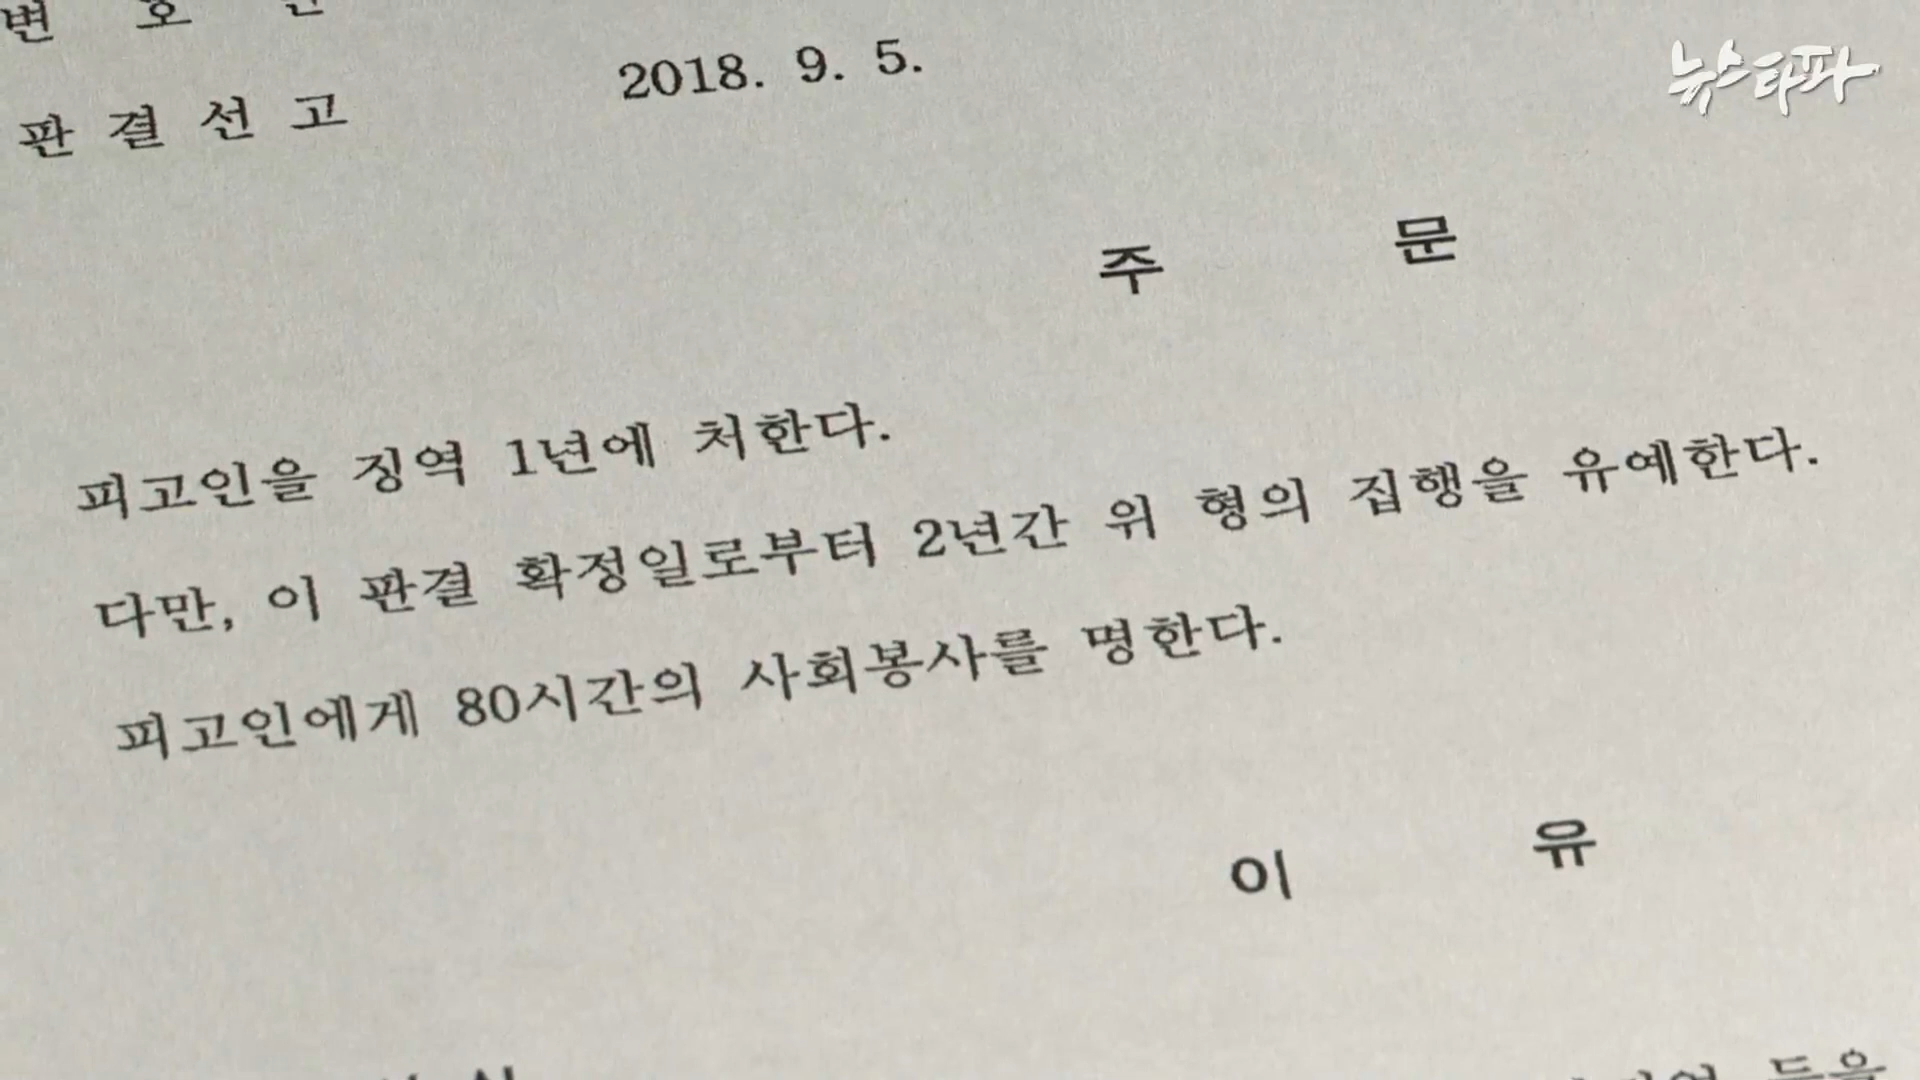 변 호 인
뉴스타파
판 결 선 고 2018. 9. 5.
주 문
피고인을 징역 1년에 처한다.
다만, 이 판결 확정일로부터 2년간 위 형의 집행을 유예한다.
피고인에게 80시간의 사회봉사를 명한다.
이 유